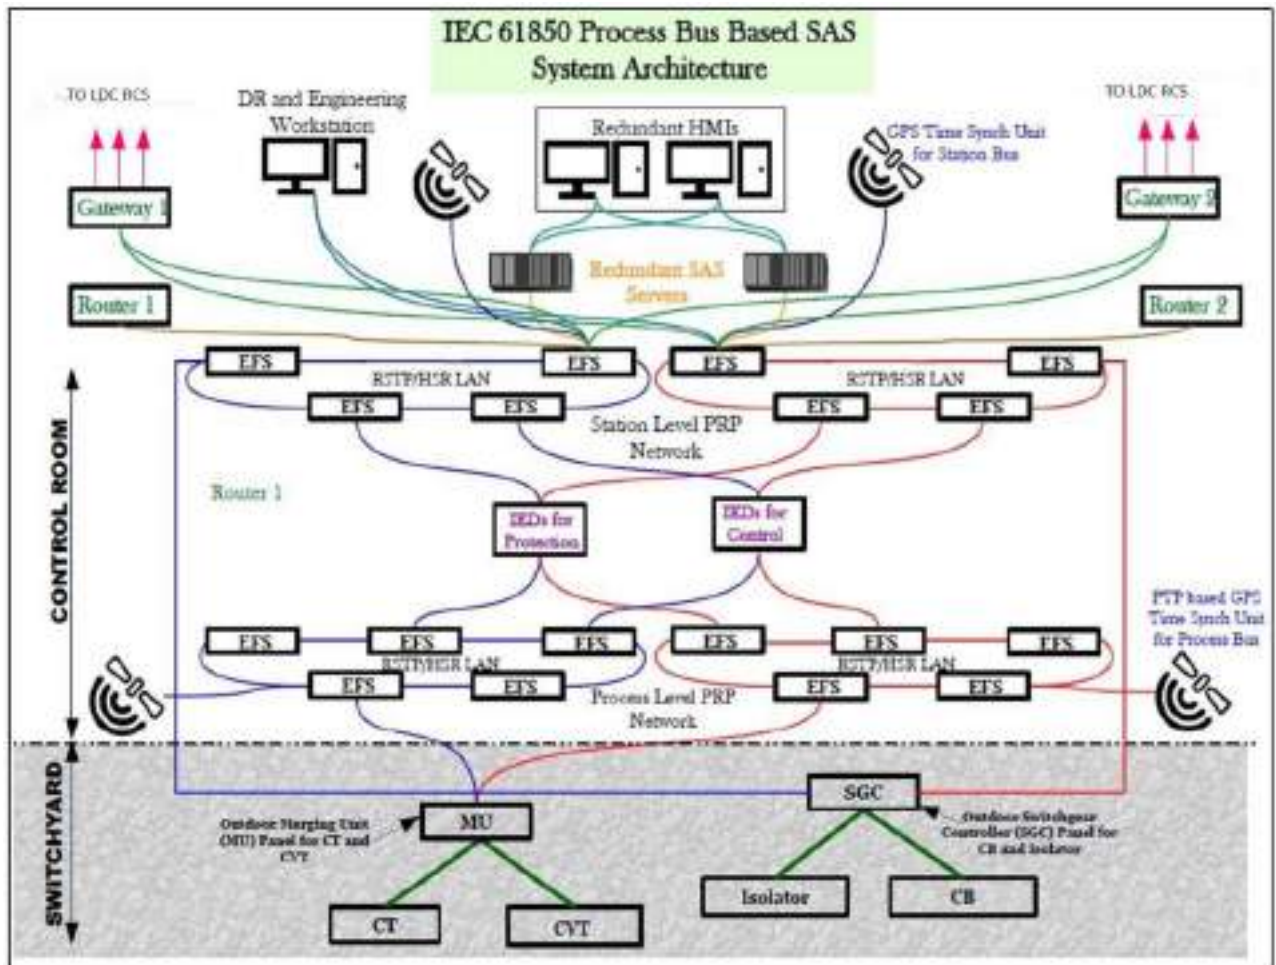 IEC 61850 Process Bus Based SAS
System Architecture
TO LDC RCS
DR and Engineering
Workstation
Redundant HMIs
GPS Time Synch Unit
for Station Bus
TO LDC RCS
Gateway 1
Gateway 2
Redundant SAS
Servers
Router 1
Router 2
EFS
EFS
EFS
EFS
RSTP/HSR LAN
RSTP/HSR LAN
EFS
EFS
EFS
EFS
Station Level PRP
Network
CONTROL ROOM
Router 1
IEDs for
Protection
IEDs for
Control
PTP based GPS
Time Synch Unit
for Process Bus
EFS
EFS
EFS
EFS
EFS
EFS
RSTP/HSR LAN
RSTP/HSR LAN
EFS
EFS
EFS
EFS
Process Level PRP
Network
SWITCHYARD
SGC
Outdoor Merging Unit
(MU) Panel for CT and
CVT
MU
Outdoor Switchgear
Controller (SGC) Panel for
CB and Isolator
Isolator
CB
CT
CVT